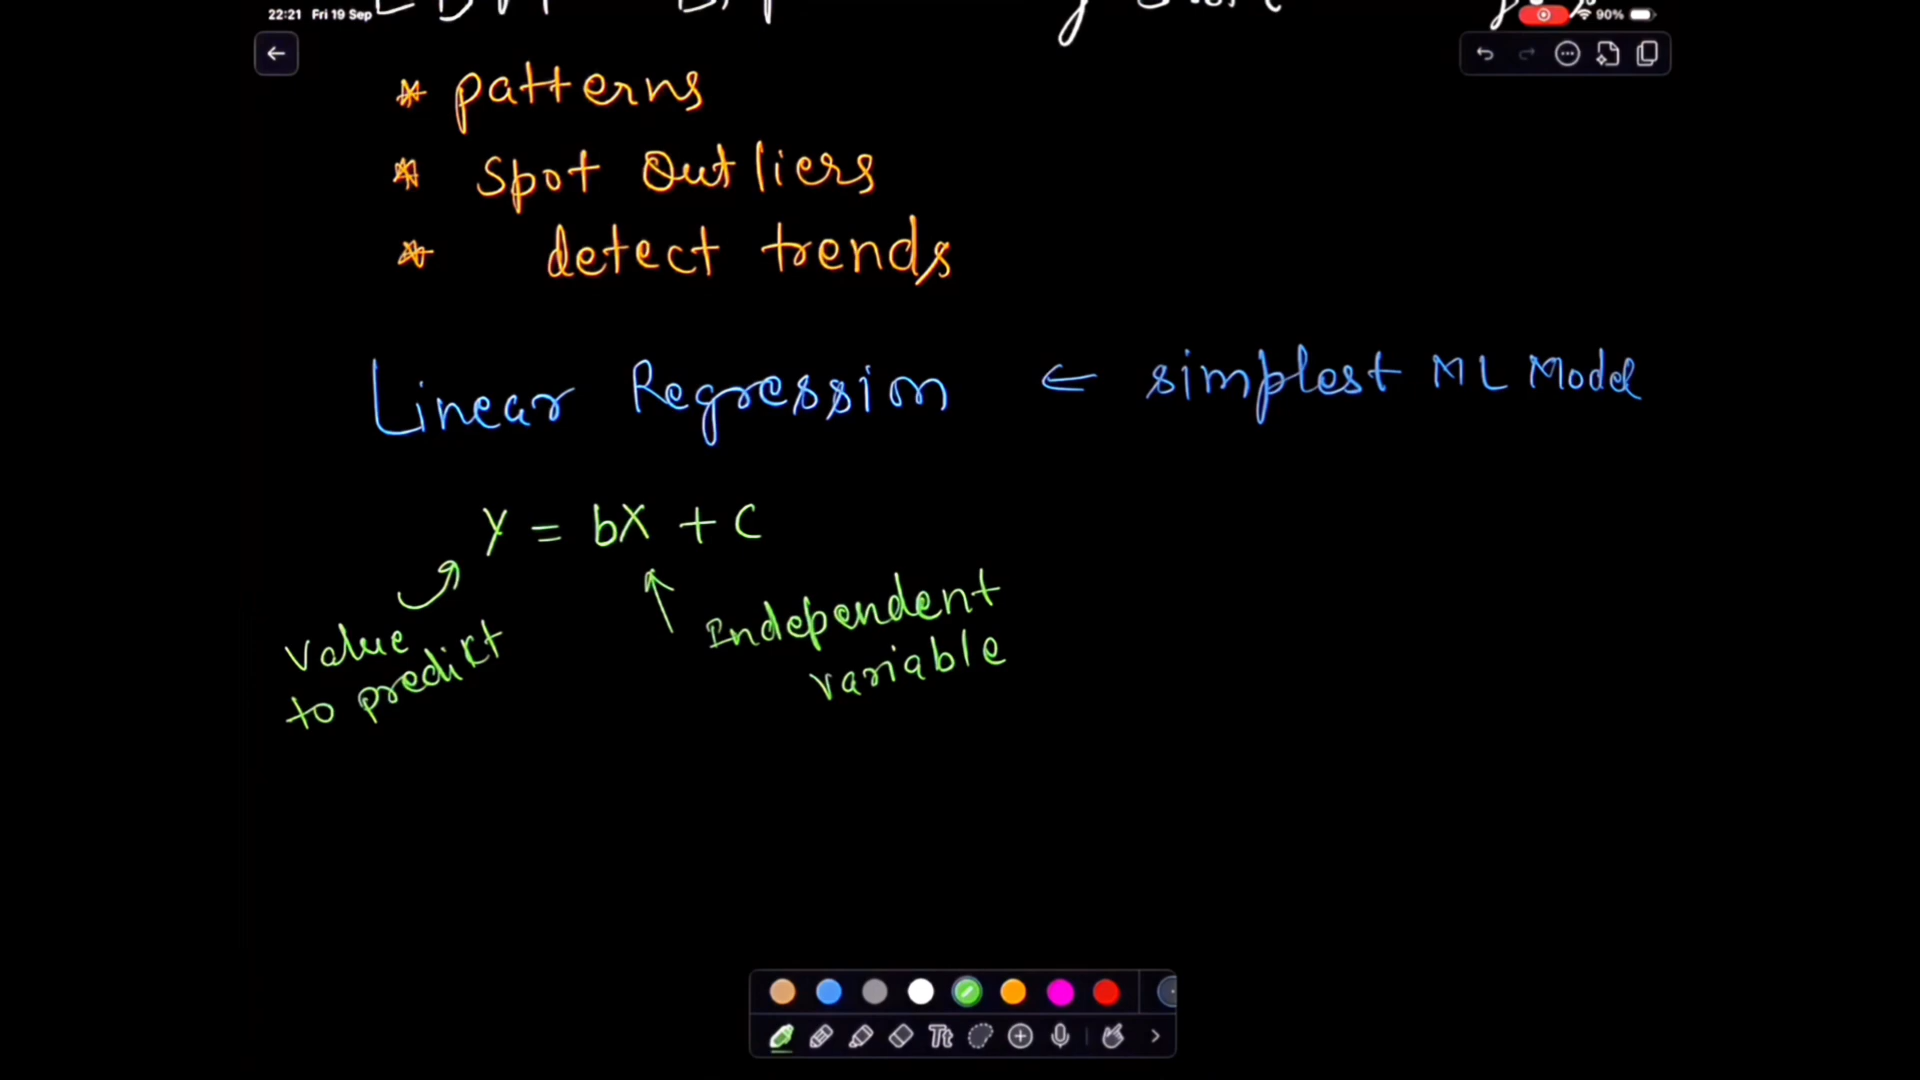 22:21 Fri 19 Sep
90%
* patterns
* Spot Outliers
* detect trends
Linear Regression ← simplest ML Model
y = bX + C
value
to predict
Independent
variable
Tt